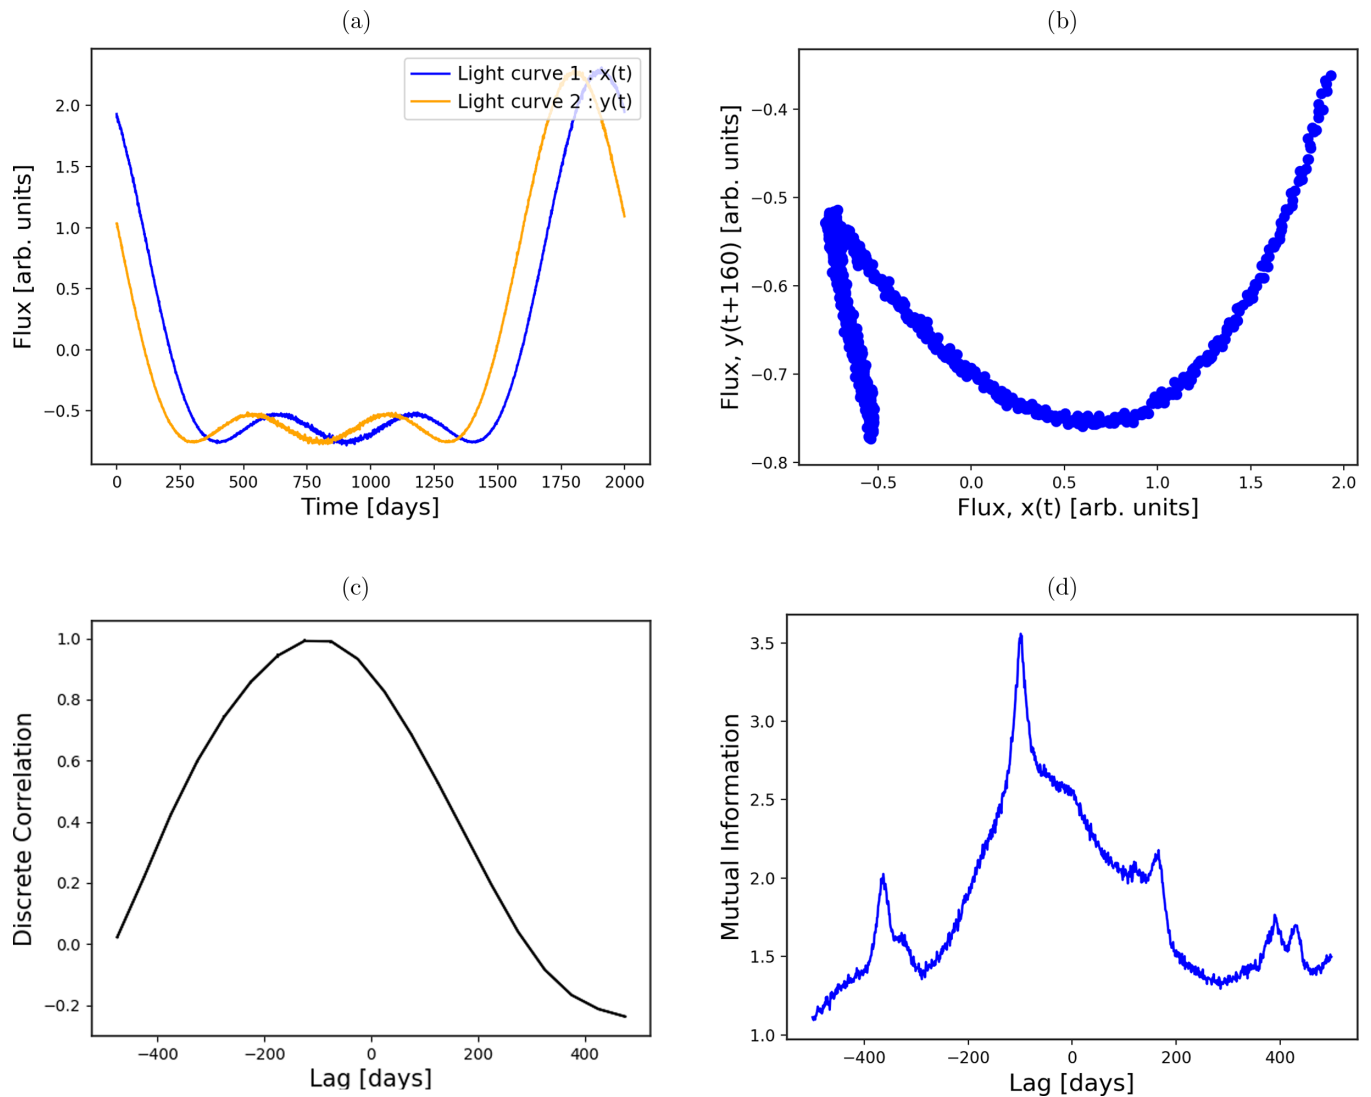 (a)
Light curve 1 : x(t)
Light curve 2 : y(t)
Flux [arb. units]
2.0
1.5
1.0
0.5
0.0
−0.5
0 250 500 750 1000 1250 1500 1750 2000
Time [days]
(b)
Flux, y(t+160) [arb. units]
−0.4
−0.5
−0.6
−0.7
−0.8
−0.5 0.0 0.5 1.0 1.5 2.0
Flux, x(t) [arb. units]
(c)
Discrete Correlation
1.0
0.8
0.6
0.4
0.2
0.0
−0.2
−400 −200 0 200 400
Lag [days]
(d)
Mutual Information
3.5
3.0
2.5
2.0
1.5
1.0
−400 −200 0 200 400
Lag [days]